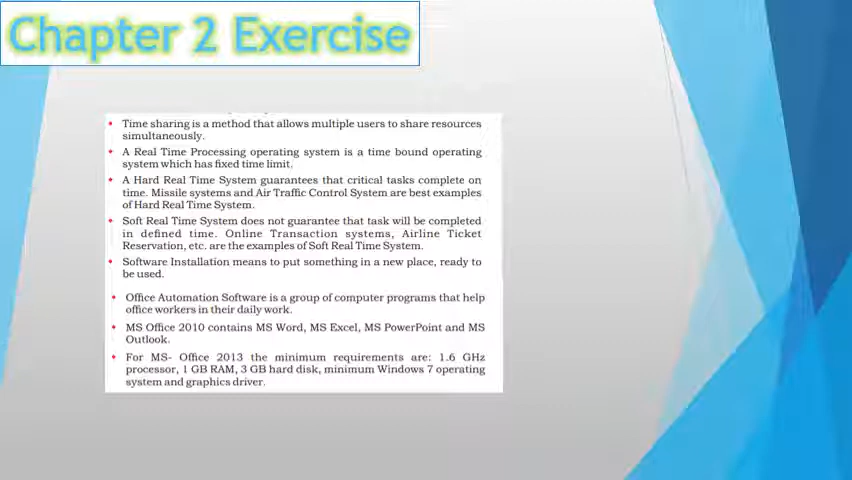 Chapter 2 Exercise
• Time sharing is a method that allows multiple users to share resources
simultaneously.
• A Real Time Processing operating system is a time bound operating
system which has fixed time limit.
• A Hard Real Time System guarantees that critical tasks complete on
time. Missile systems and Air Traffic Control System are best examples
of Hard Real Time System.
• Soft Real Time System does not guarantee that task will be completed
in defined time. Online Transaction systems, Airline Ticket
Reservation, etc. are the examples of Soft Real Time System.
• Software Installation means to put something in a new place, ready to
be used.
• Office Automation Software is a group of computer programs that help
office workers in their daily work.
• MS Office 2010 contains MS Word, MS Excel, MS PowerPoint and MS
Outlook.
• For MS- Office 2013 the minimum requirements are: 1.6 GHz
processor, 1 GB RAM, 3 GB hard disk, minimum Windows 7 operating
system and graphics driver.